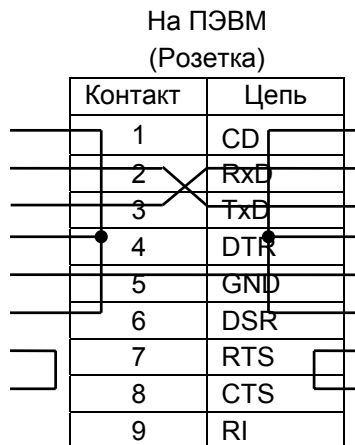 На ПЭВМ
(Розетка)
Контакт Цепь
1 CD
2 RxD
3 TxD
4 DTR
5 GND
6 DSR
7 RTS
8 CTS
9 RI